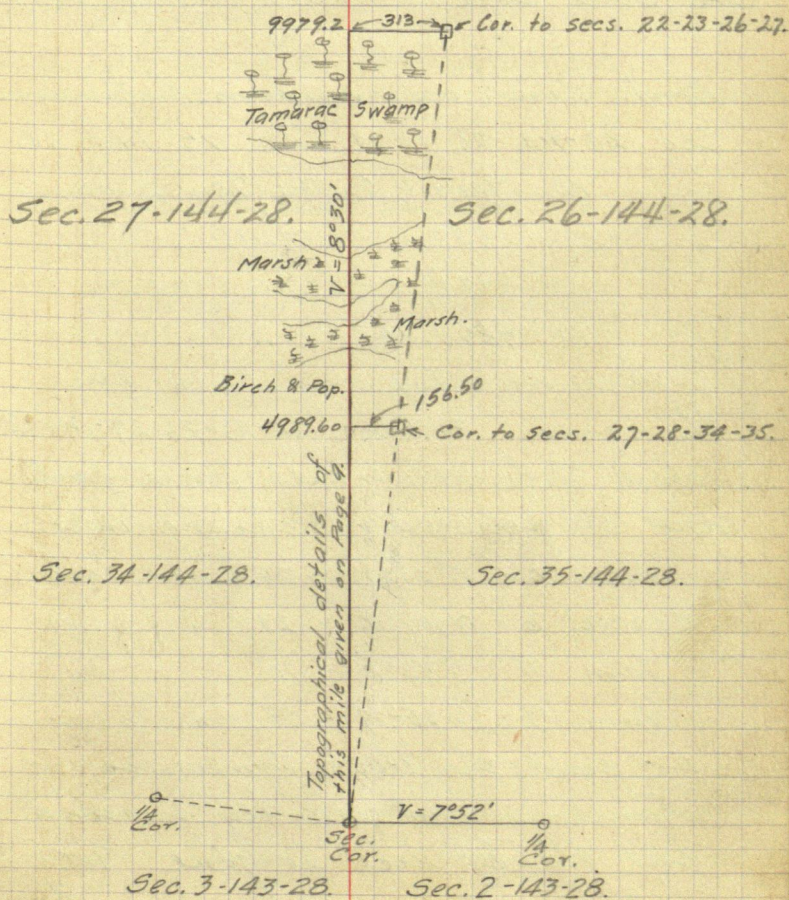 9979.2 313 Cor. to secs. 22-23-26-27.
Tamarac Swamp
Sec. 27-144-28. Sec. 26-144-28.
V=8°30'
Marsh
Marsh.
Birch & Pop.
156.50
4989.60 Cor. to secs. 27-28-34-35.
Topographical details of
this mile given on Page 9.
Sec. 34-144-28. Sec. 35-144-28.
V=7°52'
1/4
Cor.
Sec.
Cor.
1/4
Cor.
Sec. 3-143-28. Sec. 2-143-28.